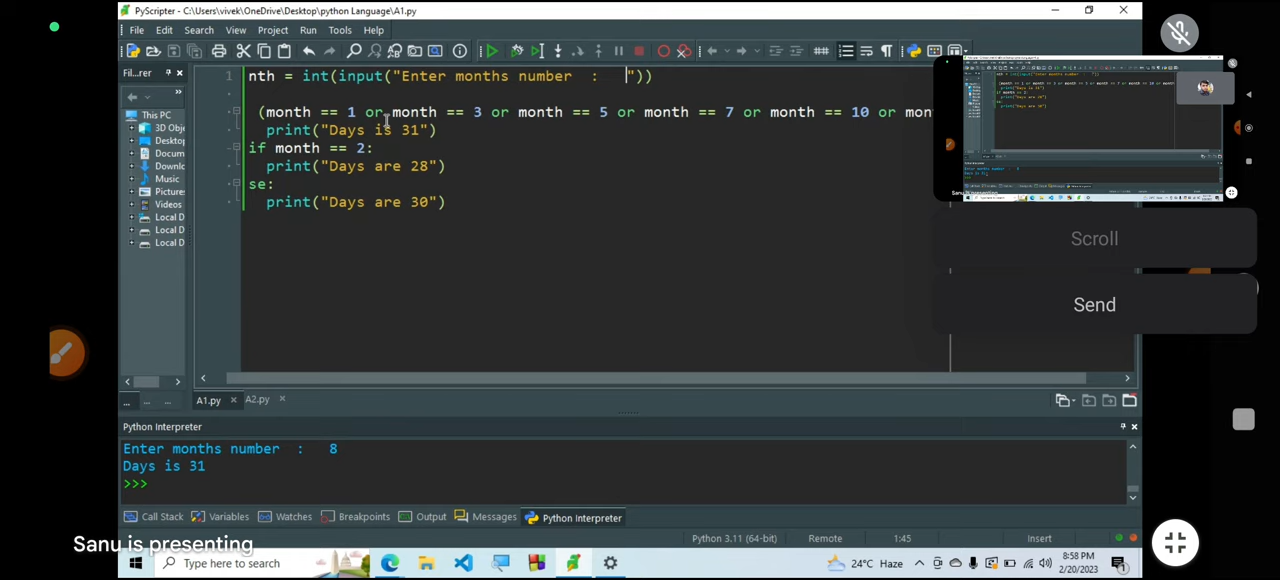 PyScripter - C:\Users\vivek\OneDrive\Desktop\python Language\A1.py
File Edit Search View Project Run Tools Help
Fil...rer
This PC
3D Obje
Desktop
Docum
Downlo
Music
Pictures
Videos
Local D
Local D
Local D
1 nth = int(input("Enter months number  :   "))
(month == 1 or month == 3 or month == 5 or month == 7 or month == 10 or mon
print("Days is 31")
if month == 2:
print("Days are 28")
se:
print("Days are 30")
Scroll
Send
A1.py A2.py
Python Interpreter
Enter months number  :   8
Days is 31
>>>
Call Stack Variables Watches Breakpoints Output Messages Python Interpreter
Python 3.11 (64-bit) Remote 1:45 Insert
Sanu is presenting
Type here to search
24°C Haze
8:58 PM
2/20/2023